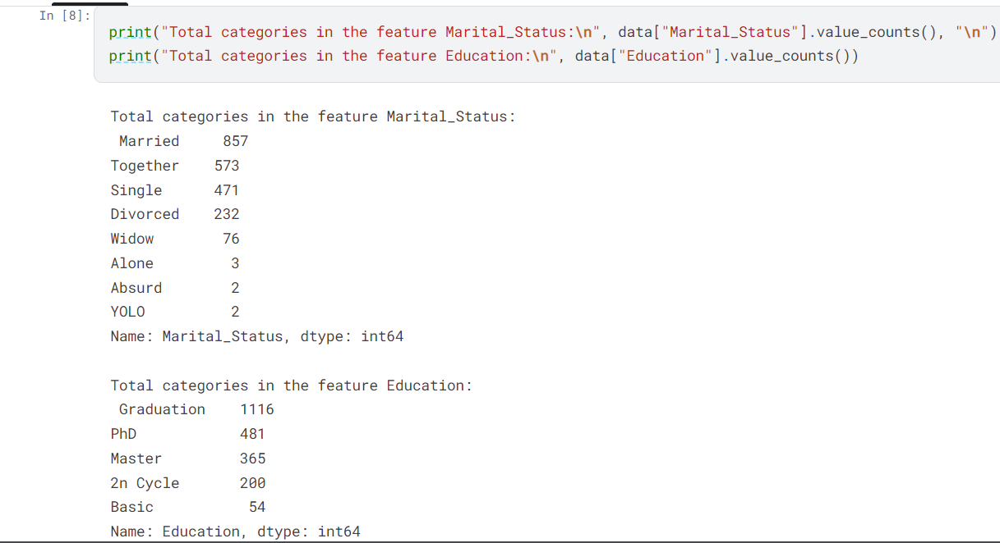 In [8]:
print("Total categories in the feature Marital_Status:\n", data["Marital_Status"].value_counts(), "\n")
print("Total categories in the feature Education:\n", data["Education"].value_counts())
Total categories in the feature Marital_Status:
 Married     857
Together    573
Single      471
Divorced    232
Widow        76
Alone         3
Absurd        2
YOLO          2
Name: Marital_Status, dtype: int64
Total categories in the feature Education:
 Graduation    1116
PhD            481
Master         365
2n Cycle       200
Basic           54
Name: Education, dtype: int64